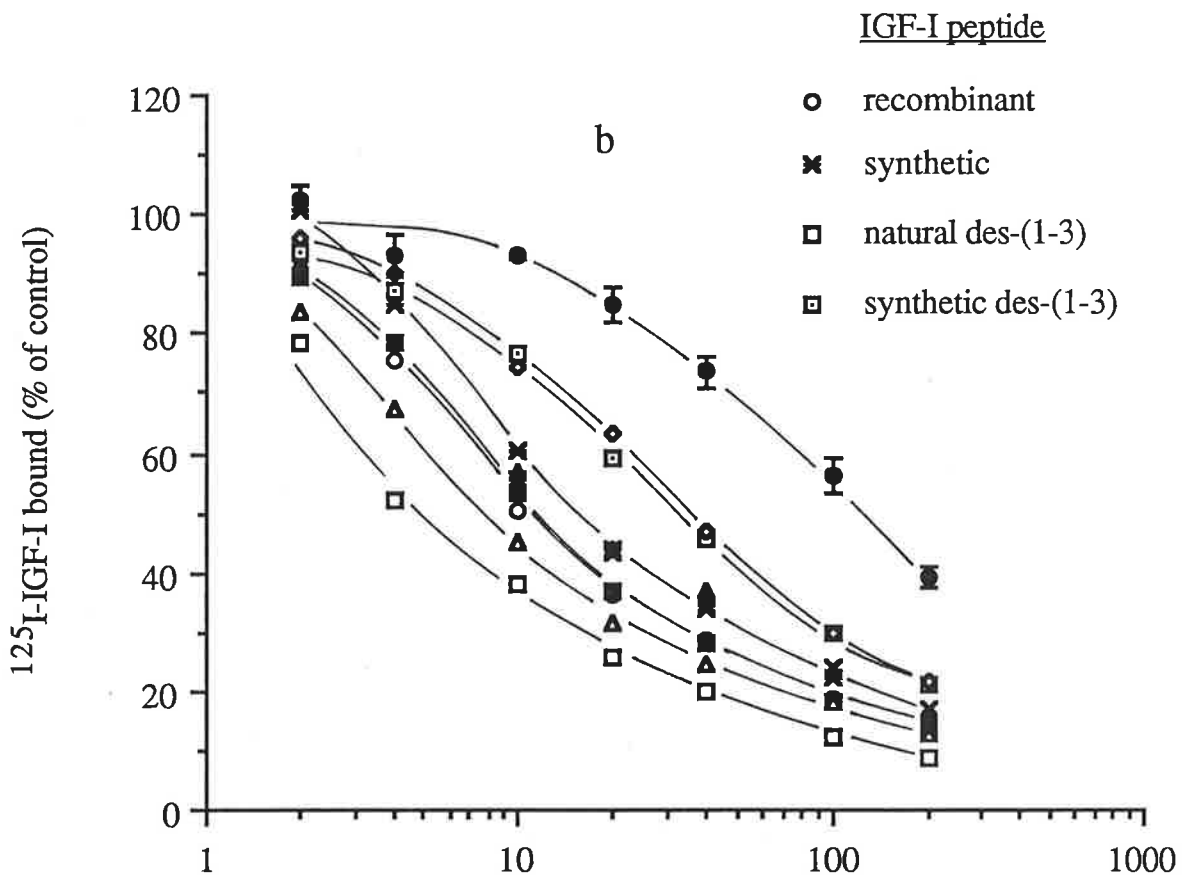 IGF-I peptide
recombinant
synthetic
natural des-(1-3)
synthetic des-(1-3)
b
125I-IGF-I bound (% of control)
120
100
80
60
40
20
0
1
10
100
1000